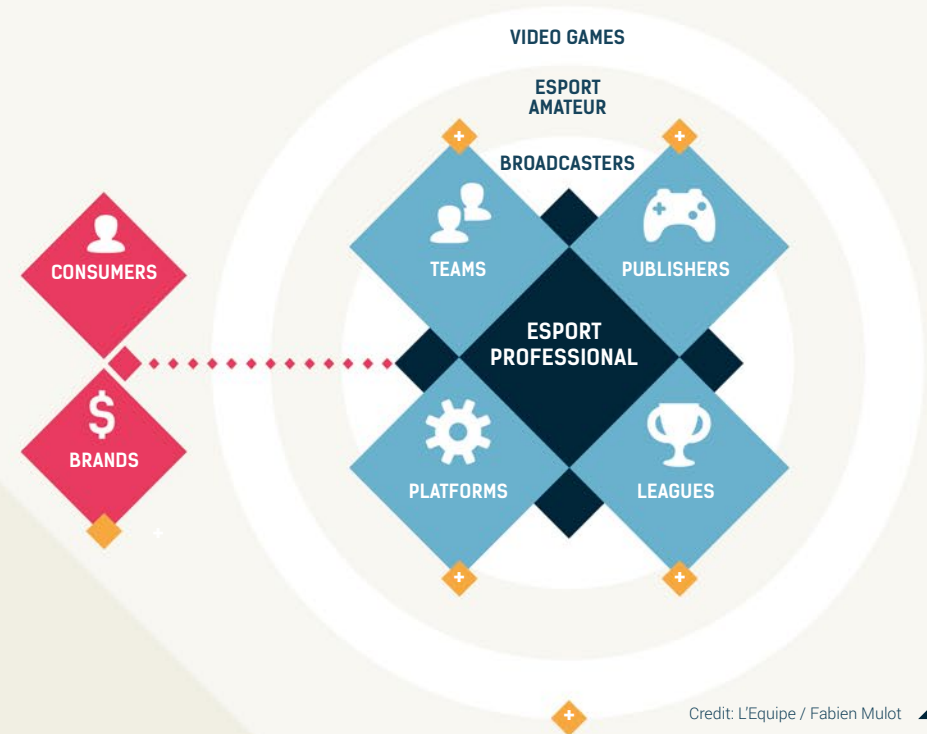 VIDEO GAMES
ESPORT
AMATEUR
BROADCASTERS
CONSUMERS
TEAMS
PUBLISHERS
ESPORT
PROFESSIONAL
$
BRANDS
PLATFORMS
LEAGUES
Credit: L'Equipe / Fabien Mulot